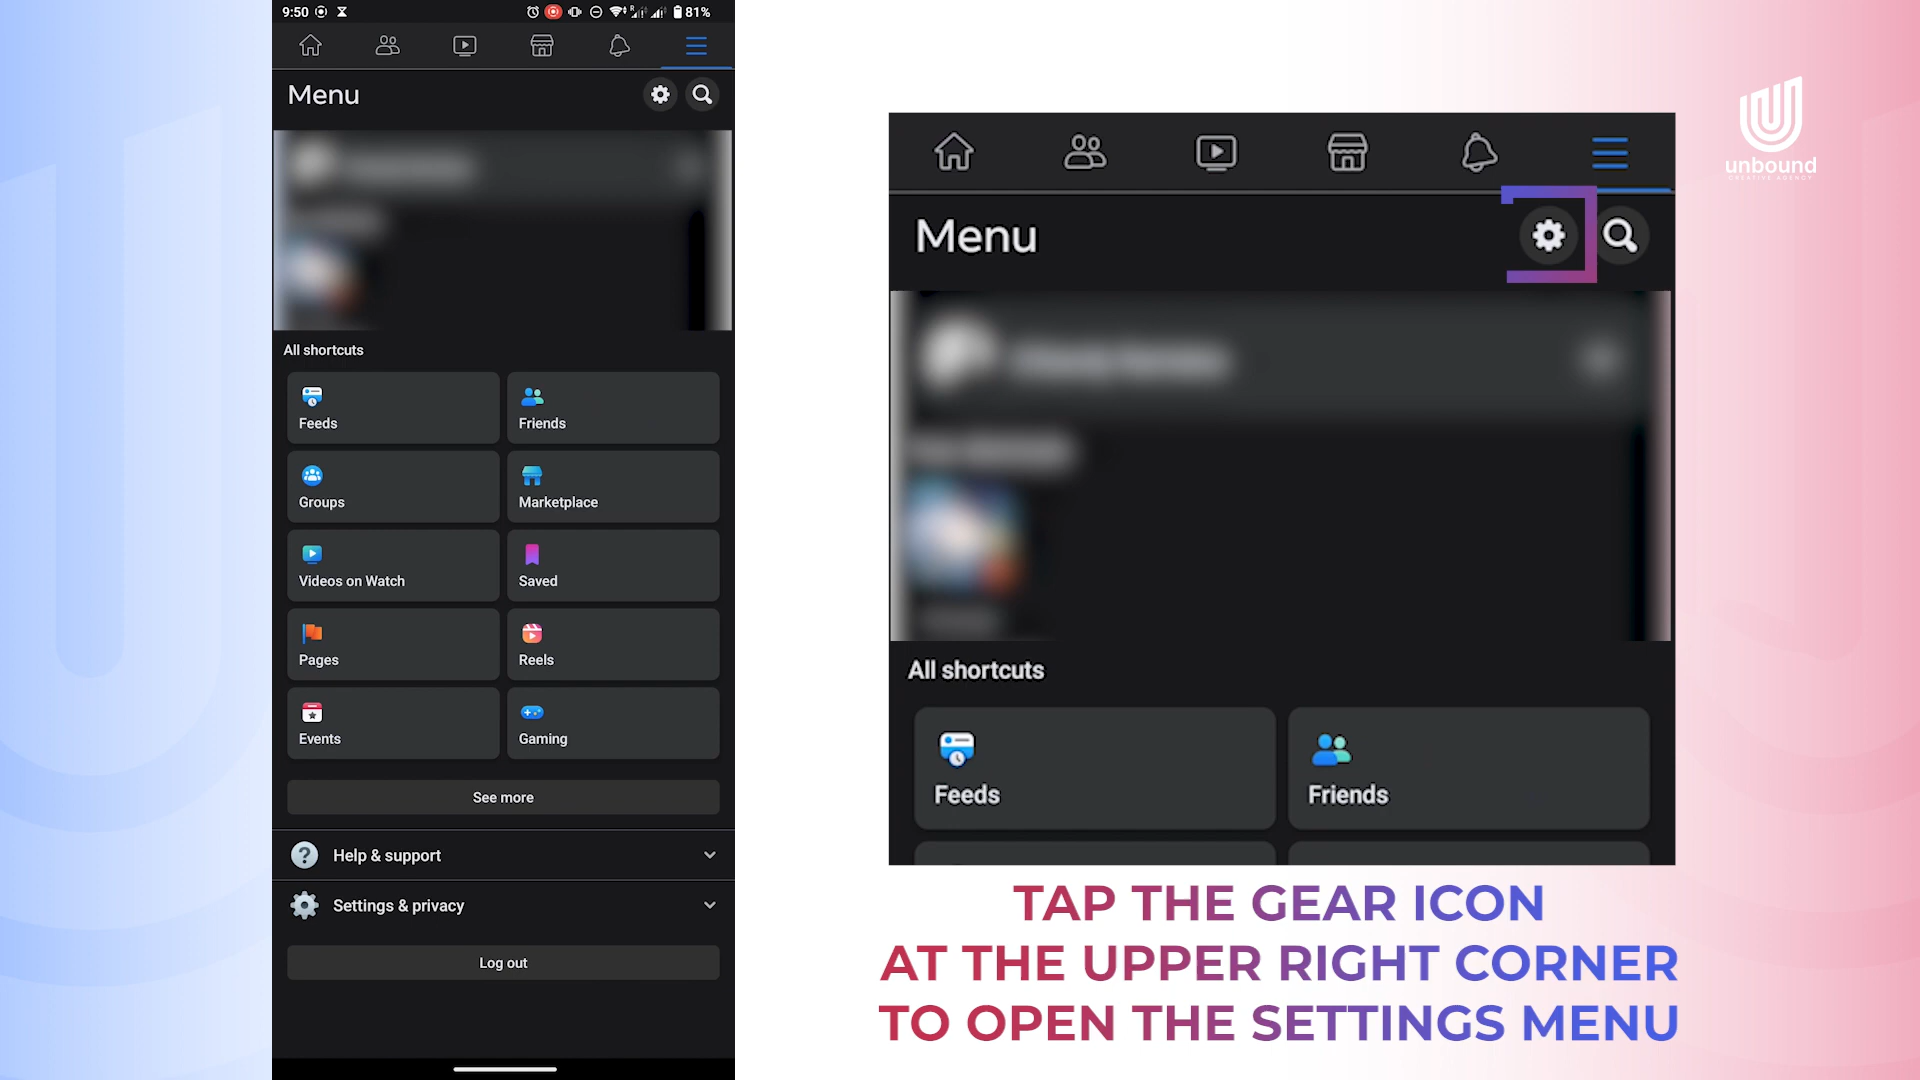 9:50
R
81%
Menu
All shortcuts
Feeds
Friends
Groups
Marketplace
Videos on Watch
Saved
Pages
Reels
Events
Gaming
See more
Help & support
Settings & privacy
Log out
Menu
All shortcuts
Feeds
Friends
unbound
CREATIVE AGENCY
TAP THE GEAR ICON
AT THE UPPER RIGHT CORNER
TO OPEN THE SETTINGS MENU